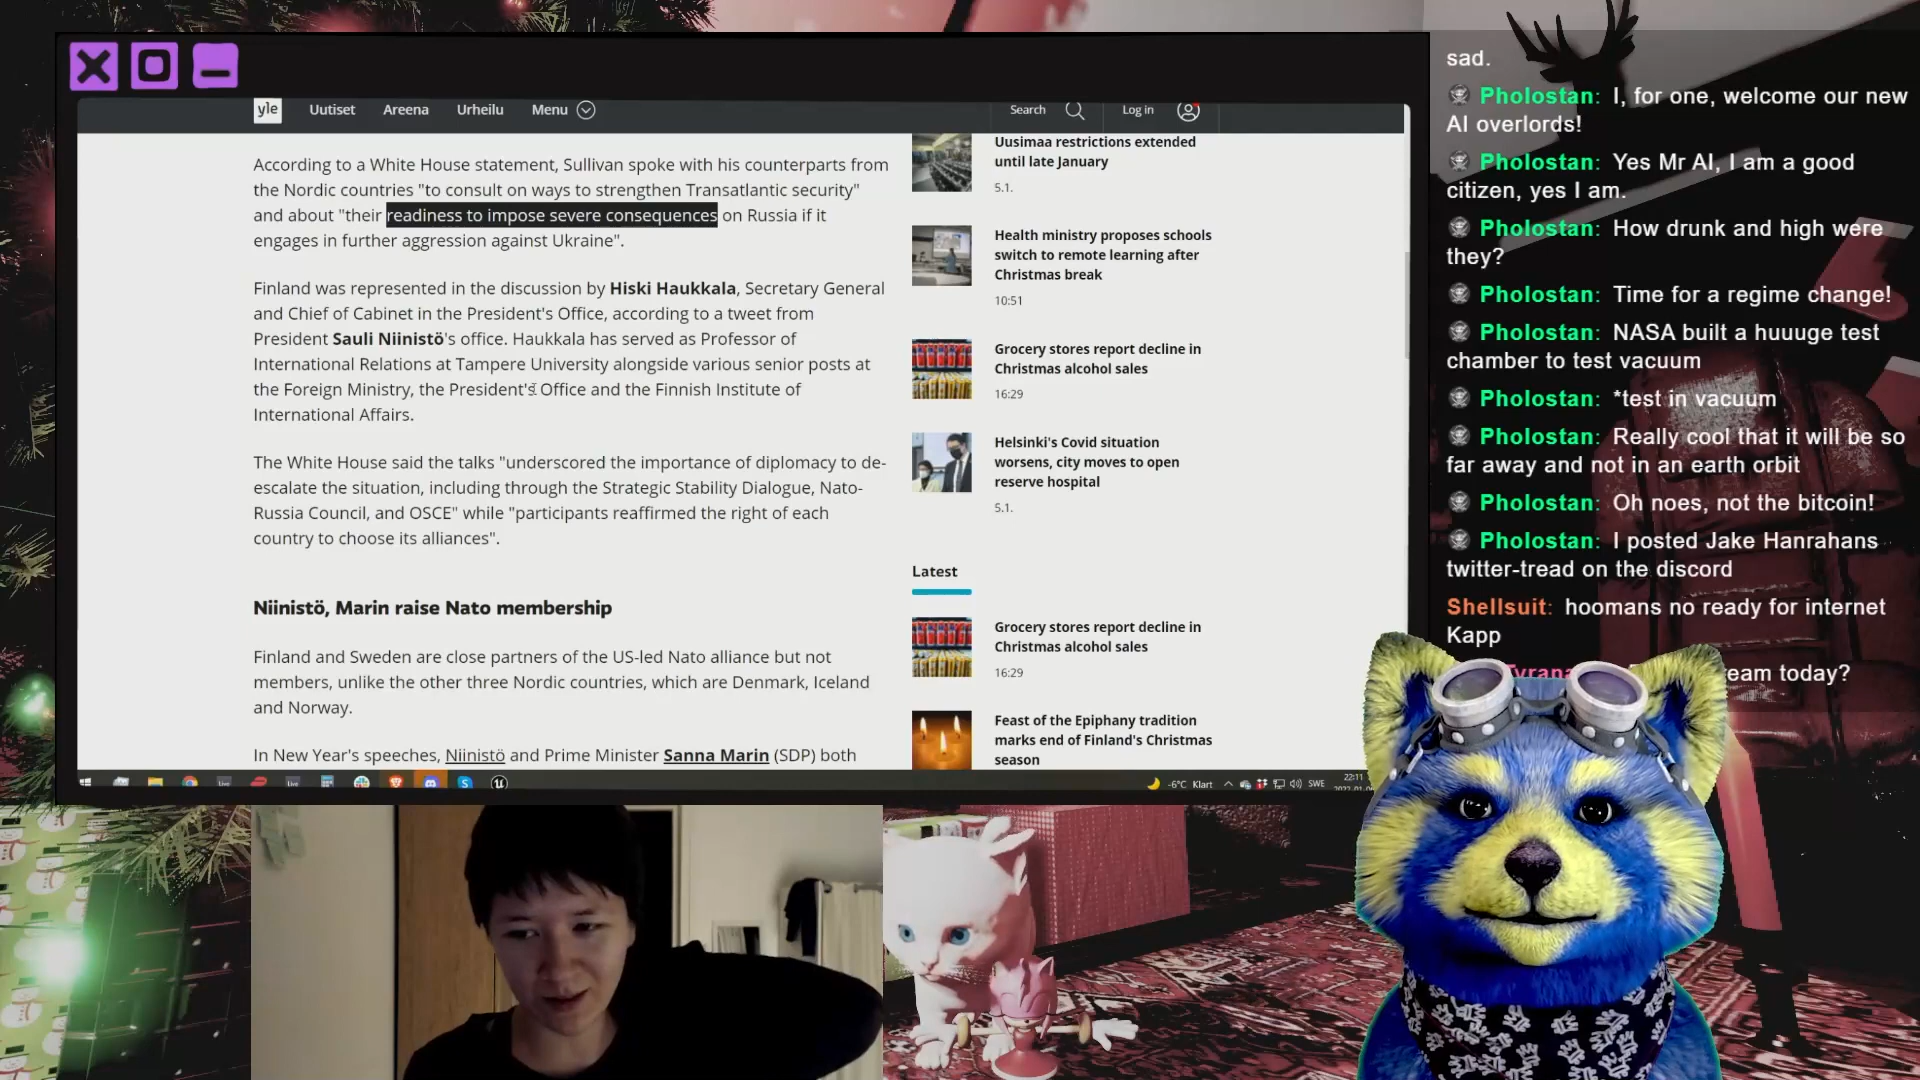 yle Uutiset Areena Urheilu Menu Search Log in
According to a White House statement, Sullivan spoke with his counterparts from
the Nordic countries "to consult on ways to strengthen Transatlantic security"
and about "their readiness to impose severe consequences on Russia if it
engages in further aggression against Ukraine".
Finland was represented in the discussion by Hiski Haukkala, Secretary General
and Chief of Cabinet in the President's Office, according to a tweet from
President Sauli Niinistö's office. Haukkala has served as Professor of
International Relations at Tampere University alongside various senior posts at
the Foreign Ministry, the President's Office and the Finnish Institute of
International Affairs.
The White House said the talks "underscored the importance of diplomacy to de-
escalate the situation, including through the Strategic Stability Dialogue, Nato-
Russia Council, and OSCE" while "participants reaffirmed the right of each
country to choose its alliances".
Niinistö, Marin raise Nato membership
Finland and Sweden are close partners of the US-led Nato alliance but not
members, unlike the other three Nordic countries, which are Denmark, Iceland
and Norway.
In New Year's speeches, Niinistö and Prime Minister Sanna Marin (SDP) both
Uusimaa restrictions extended
until late January
5.1.
Health ministry proposes schools
switch to remote learning after
Christmas break
10:51
Grocery stores report decline in
Christmas alcohol sales
16:29
Helsinki's Covid situation
worsens, city moves to open
reserve hospital
5.1.
Latest
Grocery stores report decline in
Christmas alcohol sales
16:29
Feast of the Epiphany tradition
marks end of Finland's Christmas
season
-6°C Klart SWE 22:11
sad.
Pholostan: I, for one, welcome our new
AI overlords!
Pholostan: Yes Mr AI, I am a good
citizen, yes I am.
Pholostan: How drunk and high were
they?
Pholostan: Time for a regime change!
Pholostan: NASA built a huuuge test
chamber to test vacuum
Pholostan: *test in vacuum
Pholostan: Really cool that it will be so
far away and not in an earth orbit
Pholostan: Oh noes, not the bitcoin!
Pholostan: I posted Jake Hanrahans
twitter-tread on the discord
Shellsuit: hoomans no ready for internet
Kapp
today?